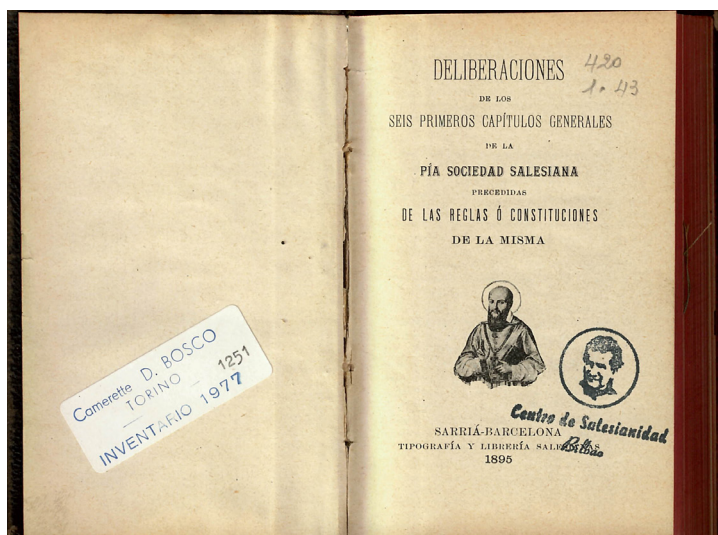 Camerette D. BOSCO
TORINO
1251
INVENTARIO 1977
DELIBERACIONES
DE LOS
SEIS PRIMEROS CAPÍTULOS GENERALES
DE LA
PÍA SOCIEDAD SALESIANA
PRECEDIDAS
DE LAS REGLAS Ó CONSTITUCIONES
DE LA MISMA
420
1. 43
Centro de Salesianidad
Bilbao
SARRIÁ-BARCELONA
TIPOGRAFÍA Y LIBRERÍA SALESIANAS
1895